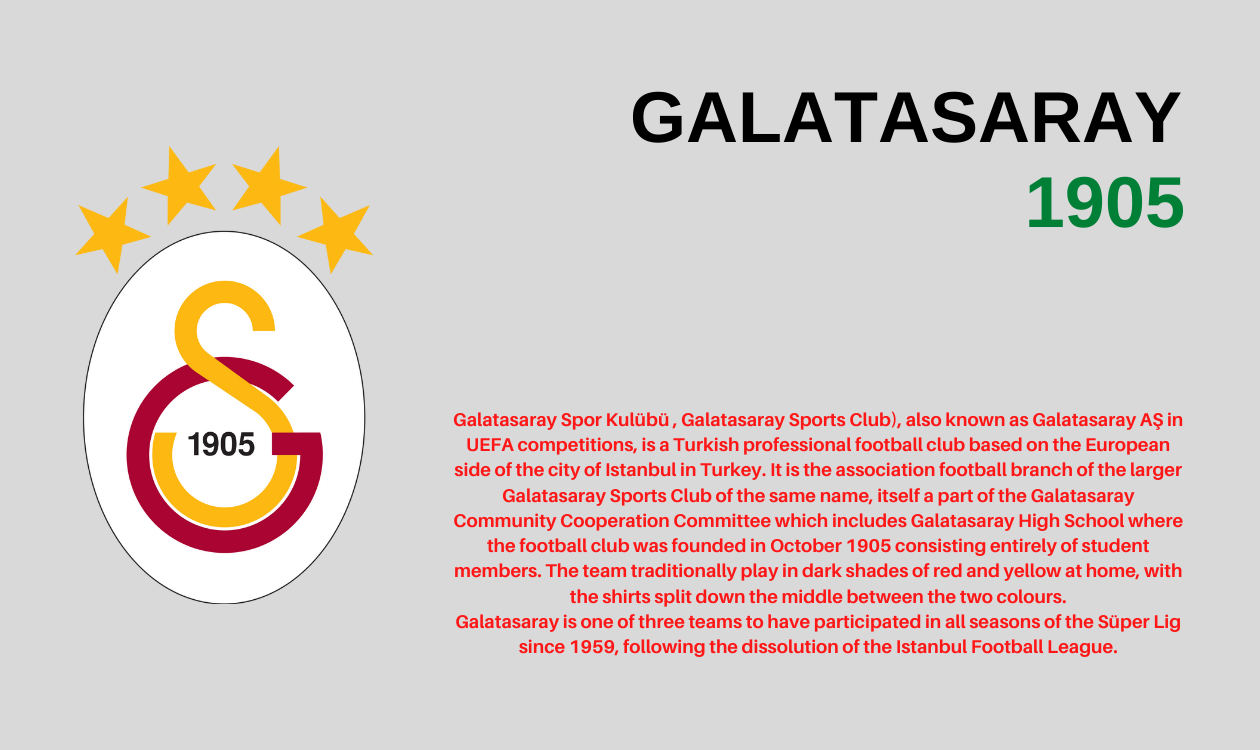 GALATASARAY
1905
1905
Galatasaray Spor Kulübü , Galatasaray Sports Club), also known as Galatasaray AŞ in
UEFA competitions, is a Turkish professional football club based on the European
side of the city of Istanbul in Turkey. It is the association football branch of the larger
Galatasaray Sports Club of the same name, itself a part of the Galatasaray
Community Cooperation Committee which includes Galatasaray High School where
the football club was founded in October 1905 consisting entirely of student
members. The team traditionally play in dark shades of red and yellow at home, with
the shirts split down the middle between the two colours.
Galatasaray is one of three teams to have participated in all seasons of the Süper Lig
since 1959, following the dissolution of the Istanbul Football League.